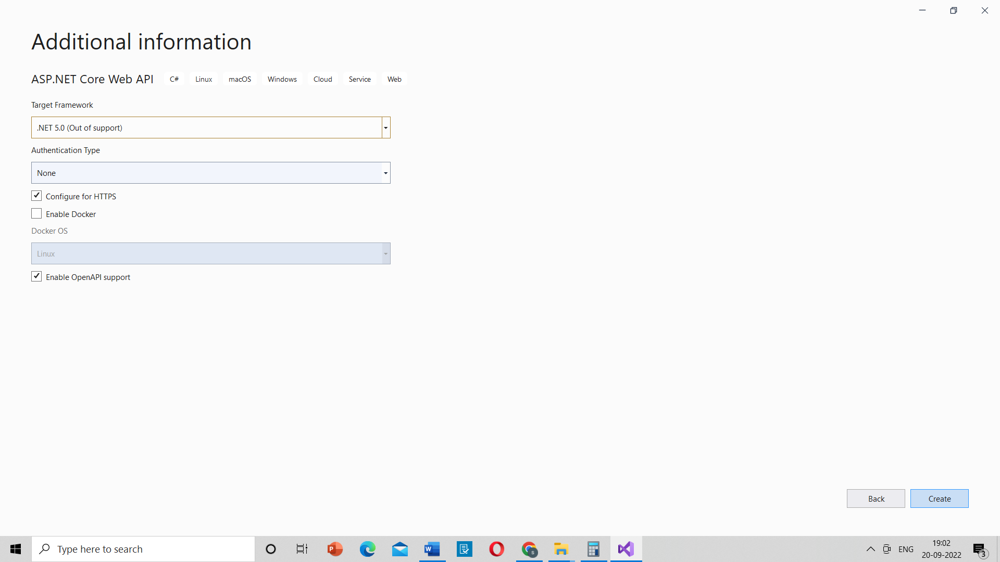 Additional information
ASP.NET Core Web API C# Linux macOS Windows Cloud Service Web
Target Framework
.NET 5.0 (Out of support)
Authentication Type
None
Configure for HTTPS
Enable Docker
Docker OS
Linux
Enable OpenAPI support
Back Create
Type here to search
P
W
S
ENG
19:02
20-09-2022
3